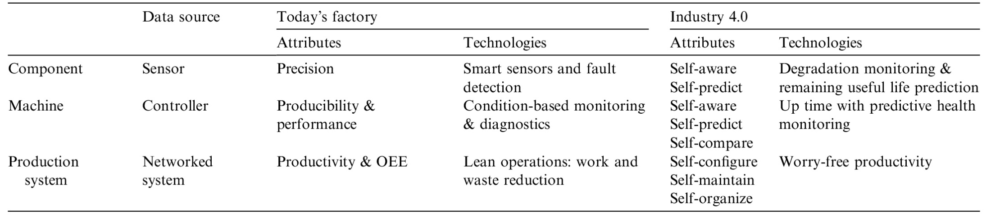 Data source Today's factory Industry 4.0
Attributes Technologies Attributes Technologies
Component Sensor Precision Smart sensors and fault Self-aware Degradation monitoring &
detection Self-predict remaining useful life prediction
Machine Controller Producibility & Condition-based monitoring Self-aware Up time with predictive health
performance & diagnostics Self-predict monitoring
Self-compare
Production Networked Productivity & OEE Lean operations: work and Self-configure Worry-free productivity
system system waste reduction Self-maintain
Self-organize